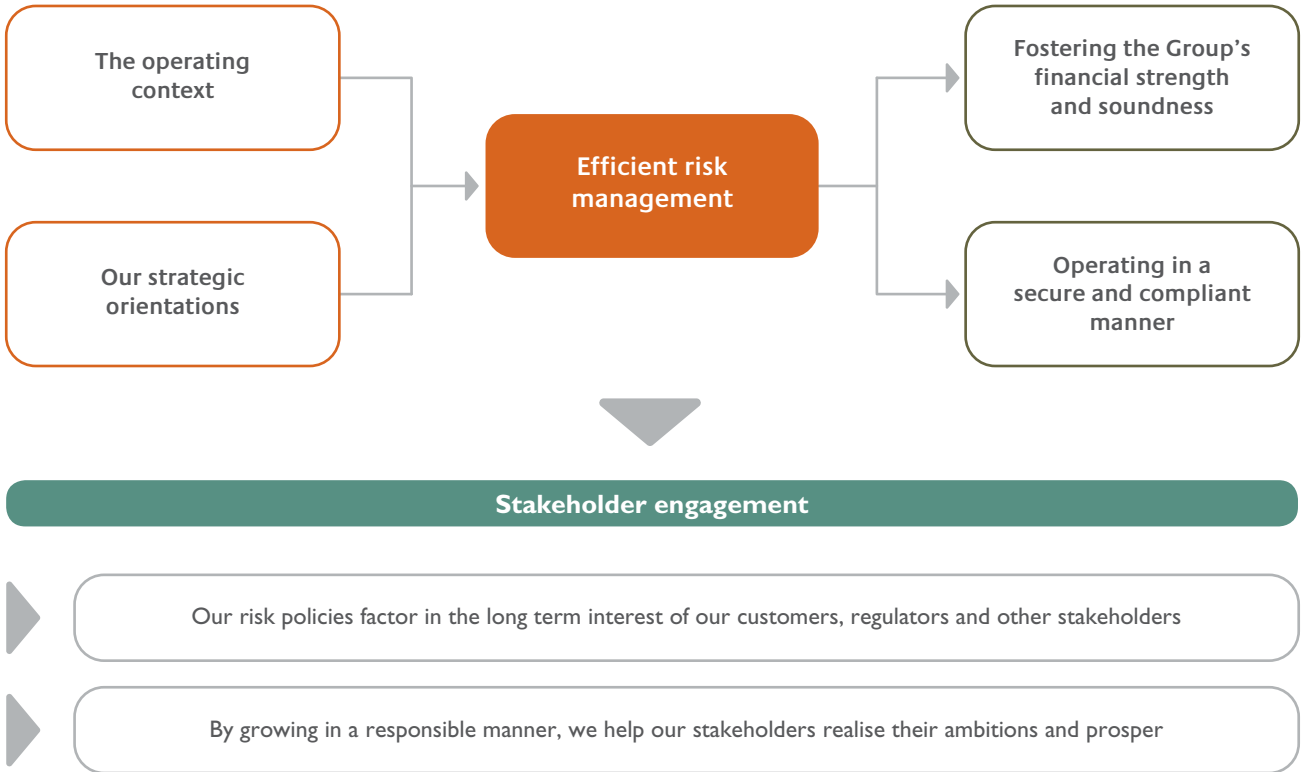 The operating
context
Our strategic
orientations
Efficient risk
management
Fostering the Group's
financial strength
and soundness
Operating in a
secure and compliant
manner
Stakeholder engagement
Our risk policies factor in the long term interest of our customers, regulators and other stakeholders
By growing in a responsible manner, we help our stakeholders realise their ambitions and prosper